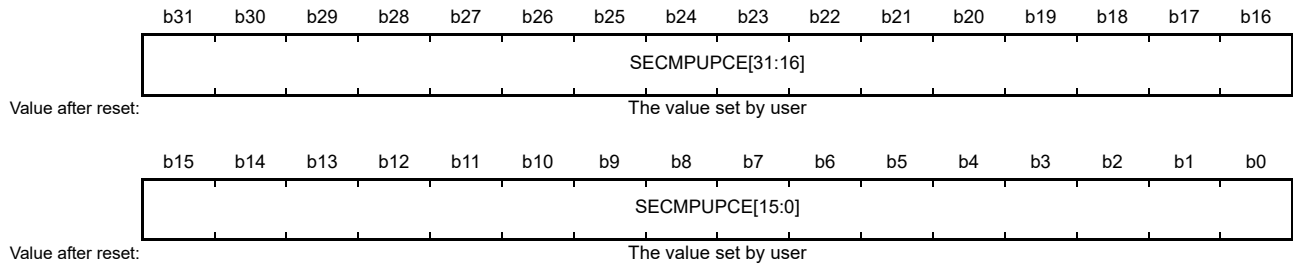 b31 b30 b29 b28 b27 b26 b25 b24 b23 b22 b21 b20 b19 b18 b17 b16
SECMPUPCE[31:16]
Value after reset: The value set by user
b15 b14 b13 b12 b11 b10 b9 b8 b7 b6 b5 b4 b3 b2 b1 b0
SECMPUPCE[15:0]
Value after reset: The value set by user